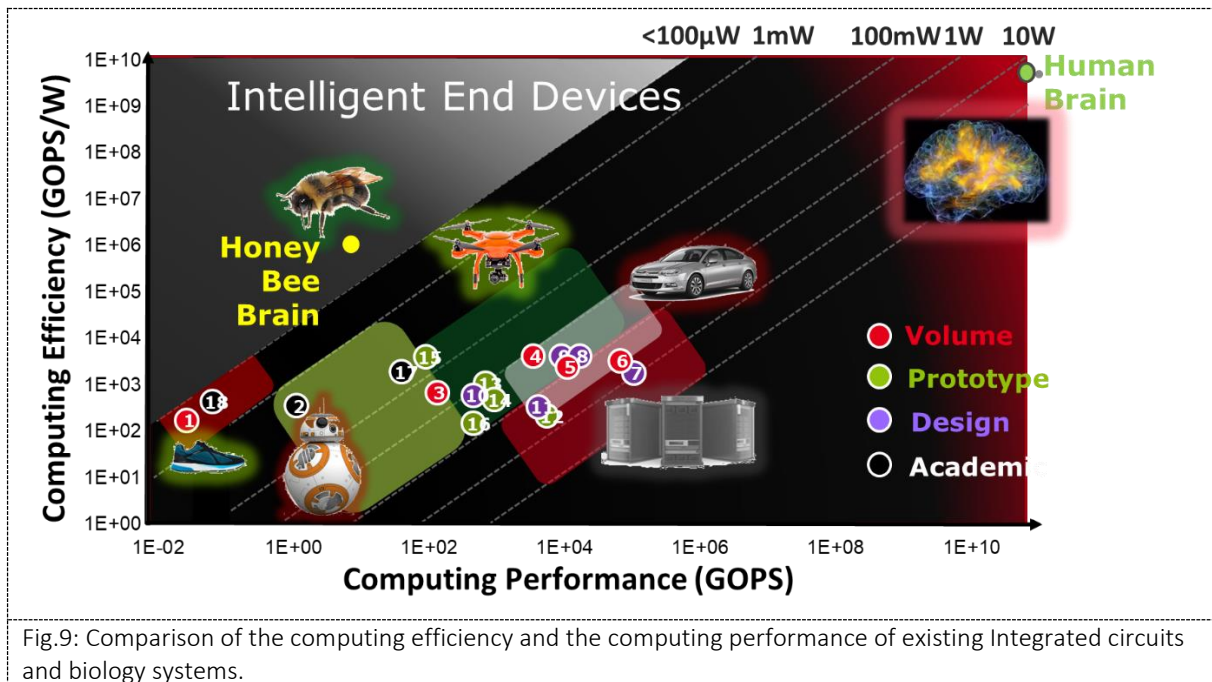 <100µW 1mW 100mW 1W 10W
1E+10
1E+09
1E+08
1E+07
1E+06
1E+05
1E+04
1E+03
1E+02
1E+01
1E+00
Computing Efficiency (GOPS/W)
Intelligent End Devices
Human
Brain
Honey
Bee
Brain
15
17
4
9
8
5
6
7
3
13
10
14
11
12
16
18
1
2
Volume
Prototype
Design
Academic
1E-02 1E+00 1E+02 1E+04 1E+06 1E+08 1E+10
Computing Performance (GOPS)
Fig.9: Comparison of the computing efficiency and the computing performance of existing Integrated circuits
and biology systems.